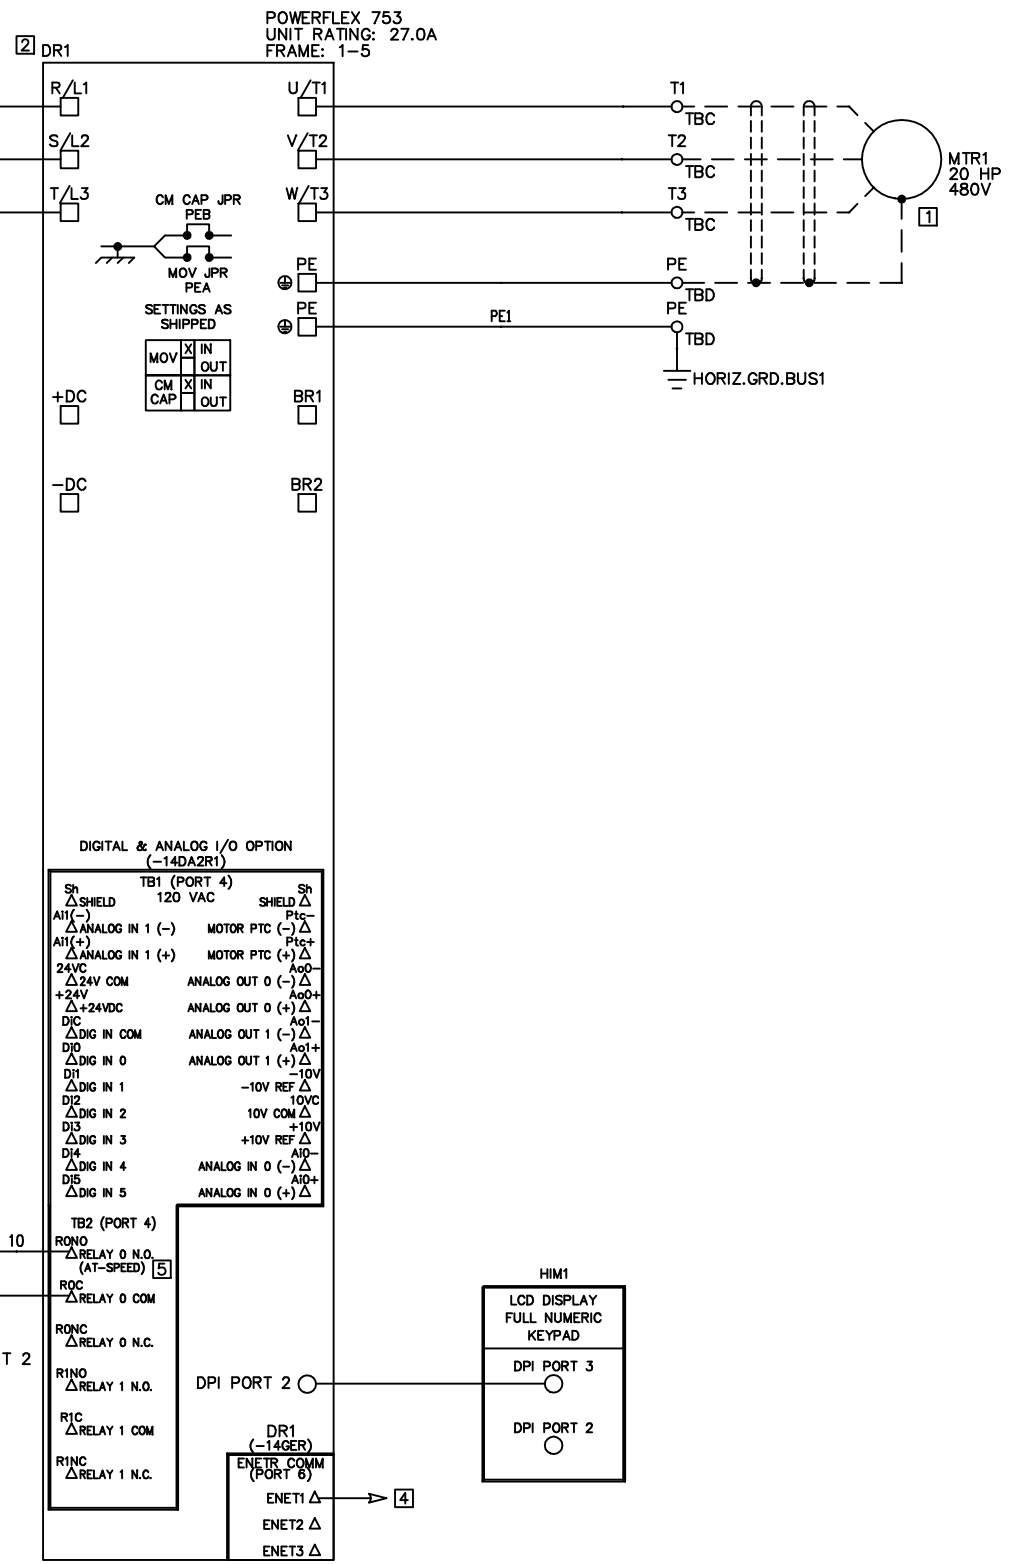 POWERFLEX 753
UNIT RATING: 27.0A
FRAME: 1-5
2 DR1
R/L1
U/T1
T1
TBC
S/L2
V/T2
T2
TBC
MTR1
20 HP
480V
1
T/L3
W/T3
T3
TBC
CM CAP JPR
PEB
MOV JPR
PEA
PE
PE
TBD
SETTINGS AS
SHIPPED
PE
PE1
PE
TBD
MOV X IN
OUT
CM CAP X IN
OUT
HORIZ.GRD.BUS1
+DC
BR1
-DC
BR2
DIGITAL & ANALOG I/O OPTION
(-14DA2R1)
TB1 (PORT 4)
120 VAC
Sh
SHIELD
Sh
SHIELD
Ai1(-)
ANALOG IN 1 (-)
Ptc-
MOTOR PTC (-)
Ai1(+)
ANALOG IN 1 (+)
Ptc+
MOTOR PTC (+)
24VC
24V COM
Ao0-
ANALOG OUT 0 (-)
+24V
+24VDC
Ao0+
ANALOG OUT 0 (+)
DiC
DIG IN COM
Ao1-
ANALOG OUT 1 (-)
Di0
DIG IN 0
Ao1+
ANALOG OUT 1 (+)
Di1
DIG IN 1
-10V
-10V REF
Di2
DIG IN 2
10VC
10V COM
Di3
DIG IN 3
+10V
+10V REF
Di4
DIG IN 4
Ai0-
ANALOG IN 0 (-)
Di5
DIG IN 5
Ai0+
ANALOG IN 0 (+)
TB2 (PORT 4)
10
R0NO
RELAY 0 N.O.
(AT-SPEED) 5
R0C
RELAY 0 COM
R0NC
RELAY 0 N.C.
T 2
R1NO
RELAY 1 N.O.
R1C
RELAY 1 COM
R1NC
RELAY 1 N.C.
HIM1
LCD DISPLAY
FULL NUMERIC
KEYPAD
DPI PORT 3
DPI PORT 2
DPI PORT 2
DR1
(-14GER)
ENETR COMM
(PORT 6)
ENET1
4
ENET2
ENET3